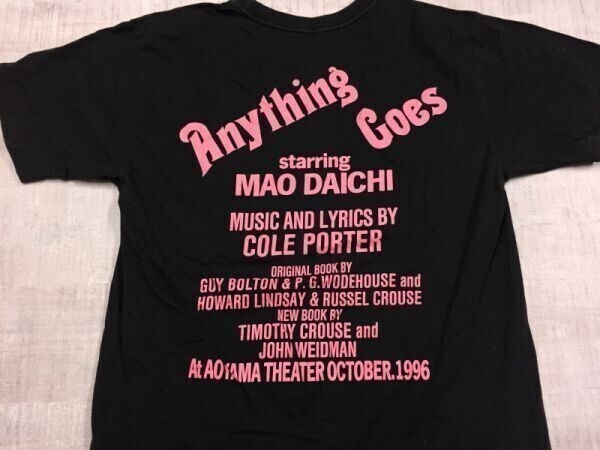 Anything Goes
starring
MAO DAICHI
MUSIC AND LYRICS BY
COLE PORTER
ORIGINAL BOOK BY
GUY BOLTON & P. G. WODEHOUSE and
HOWARD LINDSAY & RUSSEL CROUSE
NEW BOOK BY
TIMOTHY CROUSE and
JOHN WEIDMAN
At AOYAMA THEATER OCTOBER.1996